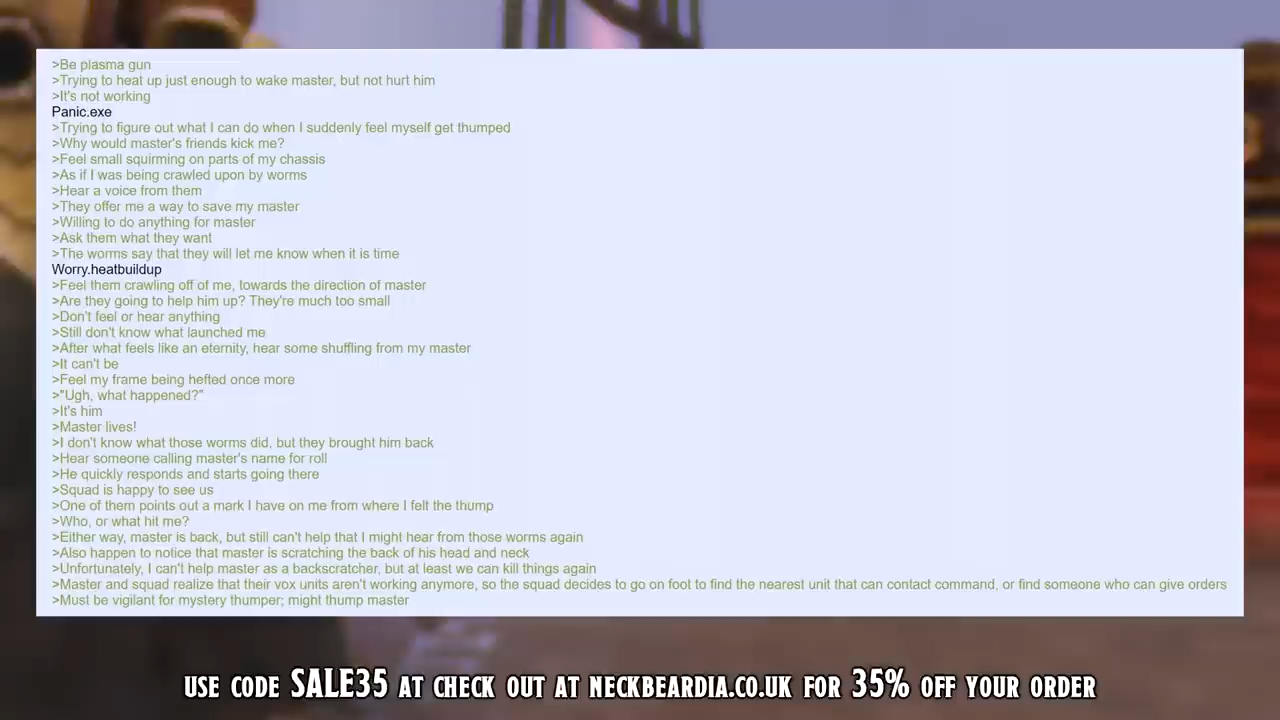 >Be plasma gun
>Trying to heat up just enough to wake master, but not hurt him
>It's not working
Panic.exe
>Trying to figure out what I can do when I suddenly feel myself get thumped
>Why would master's friends kick me?
>Feel small squirming on parts of my chassis
>As if I was being crawled upon by worms
>Hear a voice from them
>They offer me a way to save my master
>Willing to do anything for master
>Ask them what they want
>The worms say that they will let me know when it is time
Worry.heatbuildup
>Feel them crawling off of me, towards the direction of master
>Are they going to help him up? They're much too small
>Don't feel or hear anything
>Still don't know what launched me
>After what feels like an eternity, hear some shuffling from my master
>It can't be
>Feel my frame being hefted once more
>"Ugh, what happened?"
>It's him
>Master lives!
>I don't know what those worms did, but they brought him back
>Hear someone calling master's name for roll
>He quickly responds and starts going there
>Squad is happy to see us
>One of them points out a mark I have on me from where I felt the thump
>Who, or what hit me?
>Either way, master is back, but still can't help that I might hear from those worms again
>Also happen to notice that master is scratching the back of his head and neck
>Unfortunately, I can't help master as a backscratcher, but at least we can kill things again
>Master and squad realize that their vox units aren't working anymore, so the squad decides to go on foot to find the nearest unit that can contact command, or find someone who can give orders
>Must be vigilant for mystery thumper; might thump master
USE CODE SALE35 AT CHECK OUT AT NECKBEARDIA.CO.UK FOR 35% OFF YOUR ORDER